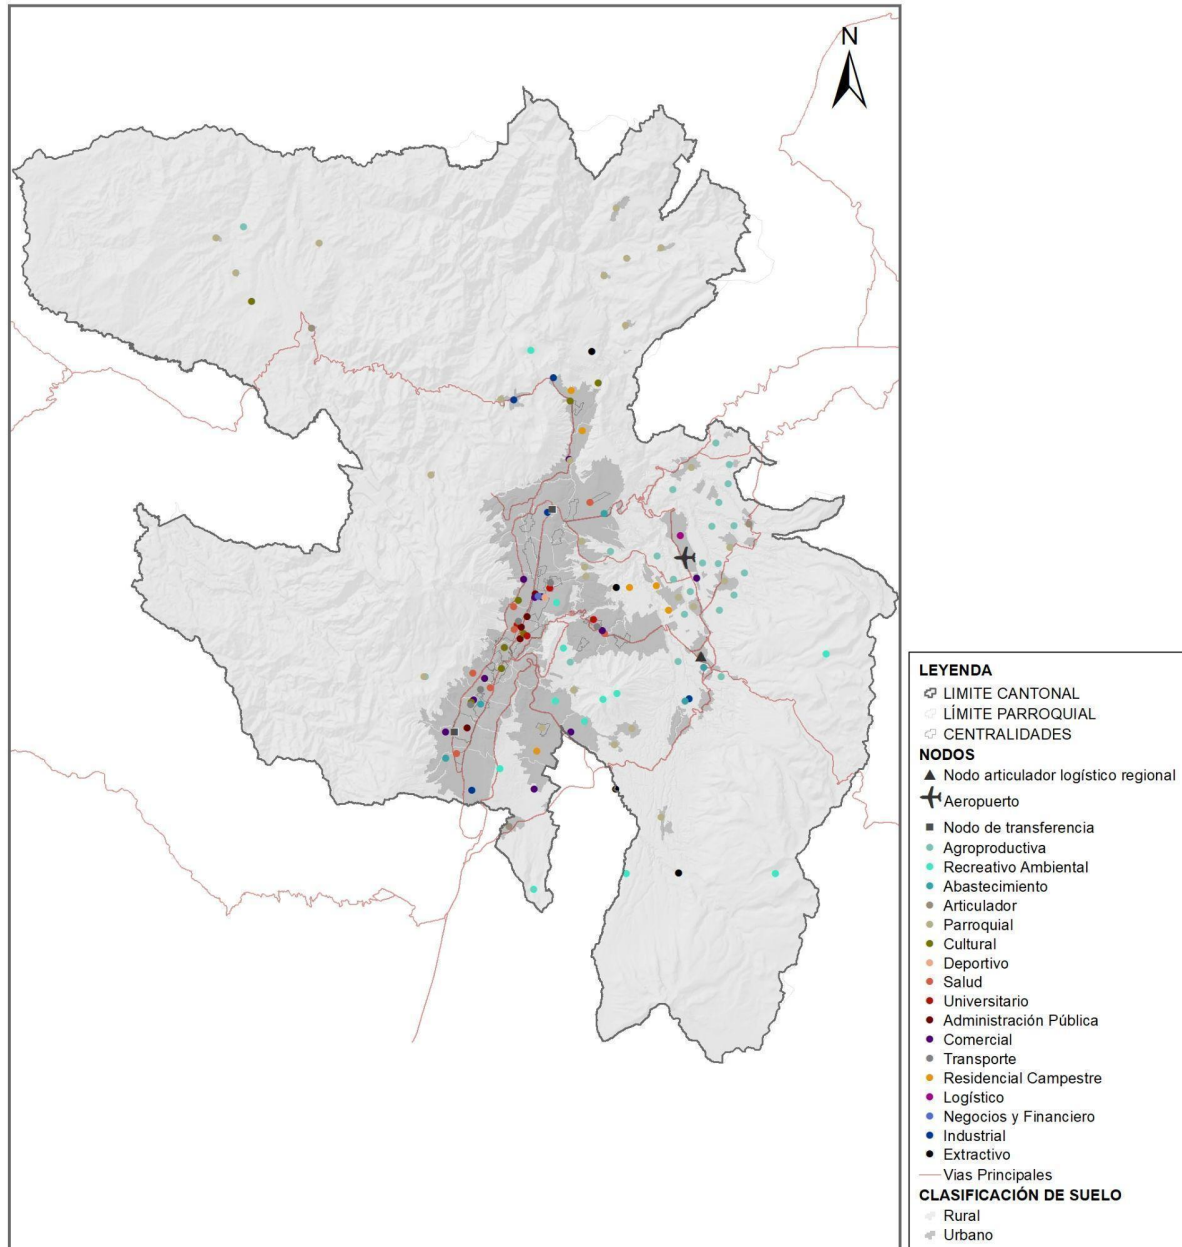 N
LEYENDA
LIMITE CANTONAL
LÍMITE PARROQUIAL
CENTRALIDADES
NODOS
Nodo articulador logístico regional
Aeropuerto
Nodo de transferencia
Agroproductiva
Recreativo Ambiental
Abastecimiento
Articulador
Parroquial
Cultural
Deportivo
Salud
Universitario
Administración Pública
Comercial
Transporte
Residencial Campestre
Logístico
Negocios y Financiero
Industrial
Extractivo
Vias Principales
CLASIFICACIÓN DE SUELO
Rural
Urbano